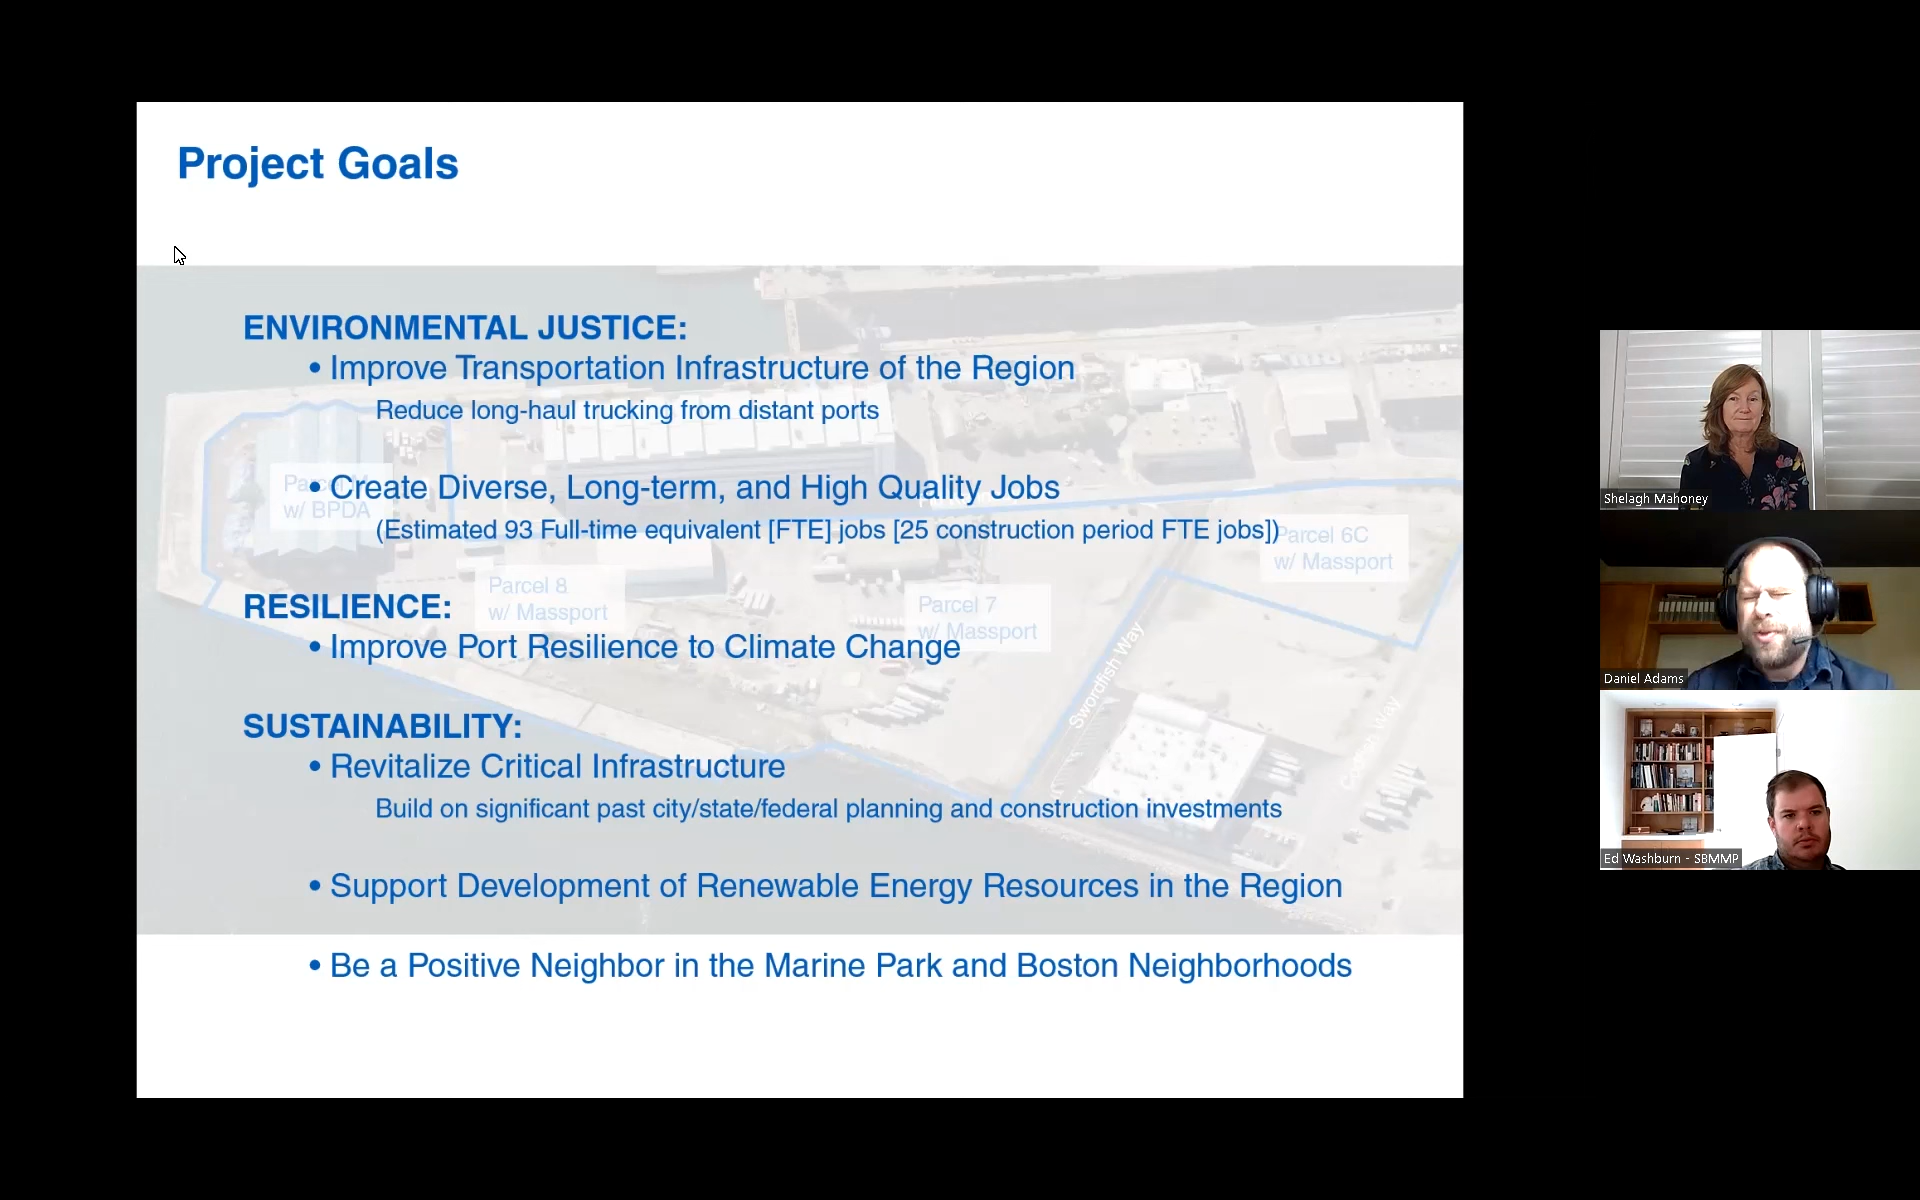 Project Goals
ENVIRONMENTAL JUSTICE:
• Improve Transportation Infrastructure of the Region
Reduce long-haul trucking from distant ports
• Create Diverse, Long-term, and High Quality Jobs
(Estimated 93 Full-time equivalent [FTE] jobs [25 construction period FTE jobs])
RESILIENCE:
• Improve Port Resilience to Climate Change
SUSTAINABILITY:
• Revitalize Critical Infrastructure
Build on significant past city/state/federal planning and construction investments
• Support Development of Renewable Energy Resources in the Region
• Be a Positive Neighbor in the Marine Park and Boston Neighborhoods
w/ BPDA
Parcel 8
w/ Massport
Parcel 7
w/ Massport
Parcel 6C
w/ Massport
Swordfish Way
Way
Shelagh Mahoney
Daniel Adams
Ed Washburn - SBMMP